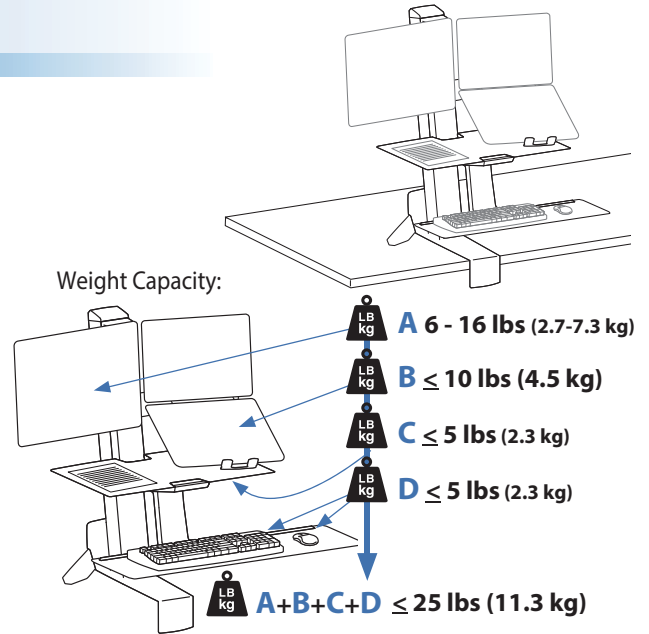 Weight Capacity:
LB
kg
A 6 - 16 lbs (2.7-7.3 kg)
LB
kg
B ≤ 10 lbs (4.5 kg)
LB
kg
C ≤ 5 lbs (2.3 kg)
LB
kg
D ≤ 5 lbs (2.3 kg)
LB
kg
A+B+C+D ≤ 25 lbs (11.3 kg)